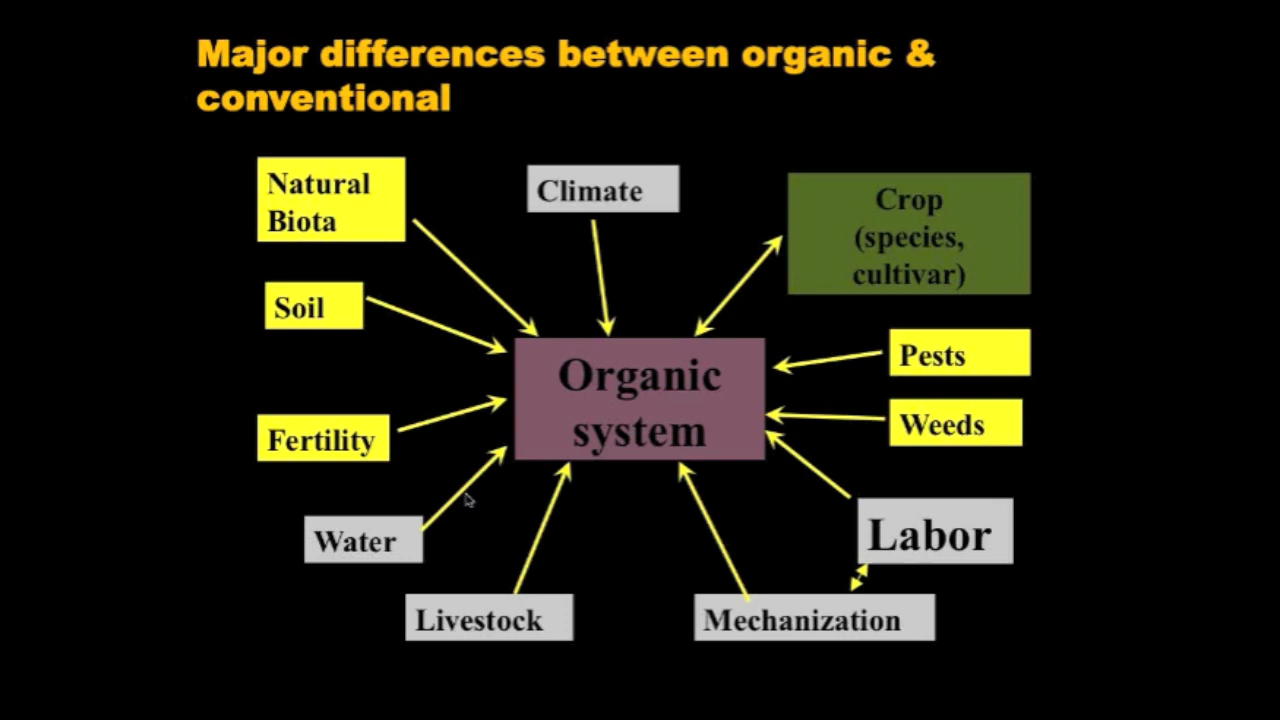 Major differences between organic &
conventional
Natural
Biota
Climate
Crop
(species,
cultivar)
Soil
Pests
Organic
system
Weeds
Fertility
Water
Labor
Livestock
Mechanization